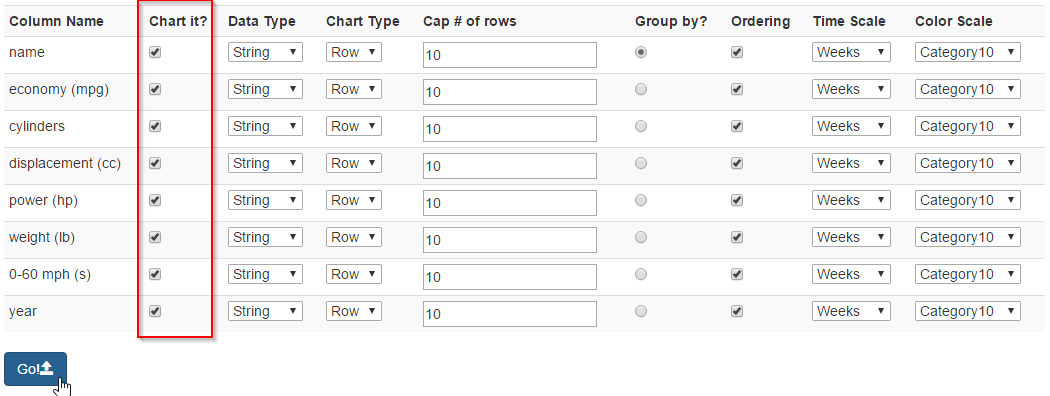 Column Name Chart it? Data Type Chart Type Cap # of rows Group by? Ordering Time Scale Color Scale
name String Row 10 Weeks Category10
economy (mpg) String Row 10 Weeks Category10
cylinders String Row 10 Weeks Category10
displacement (cc) String Row 10 Weeks Category10
power (hp) String Row 10 Weeks Category10
weight (lb) String Row 10 Weeks Category10
0-60 mph (s) String Row 10 Weeks Category10
year String Row 10 Weeks Category10
Go!